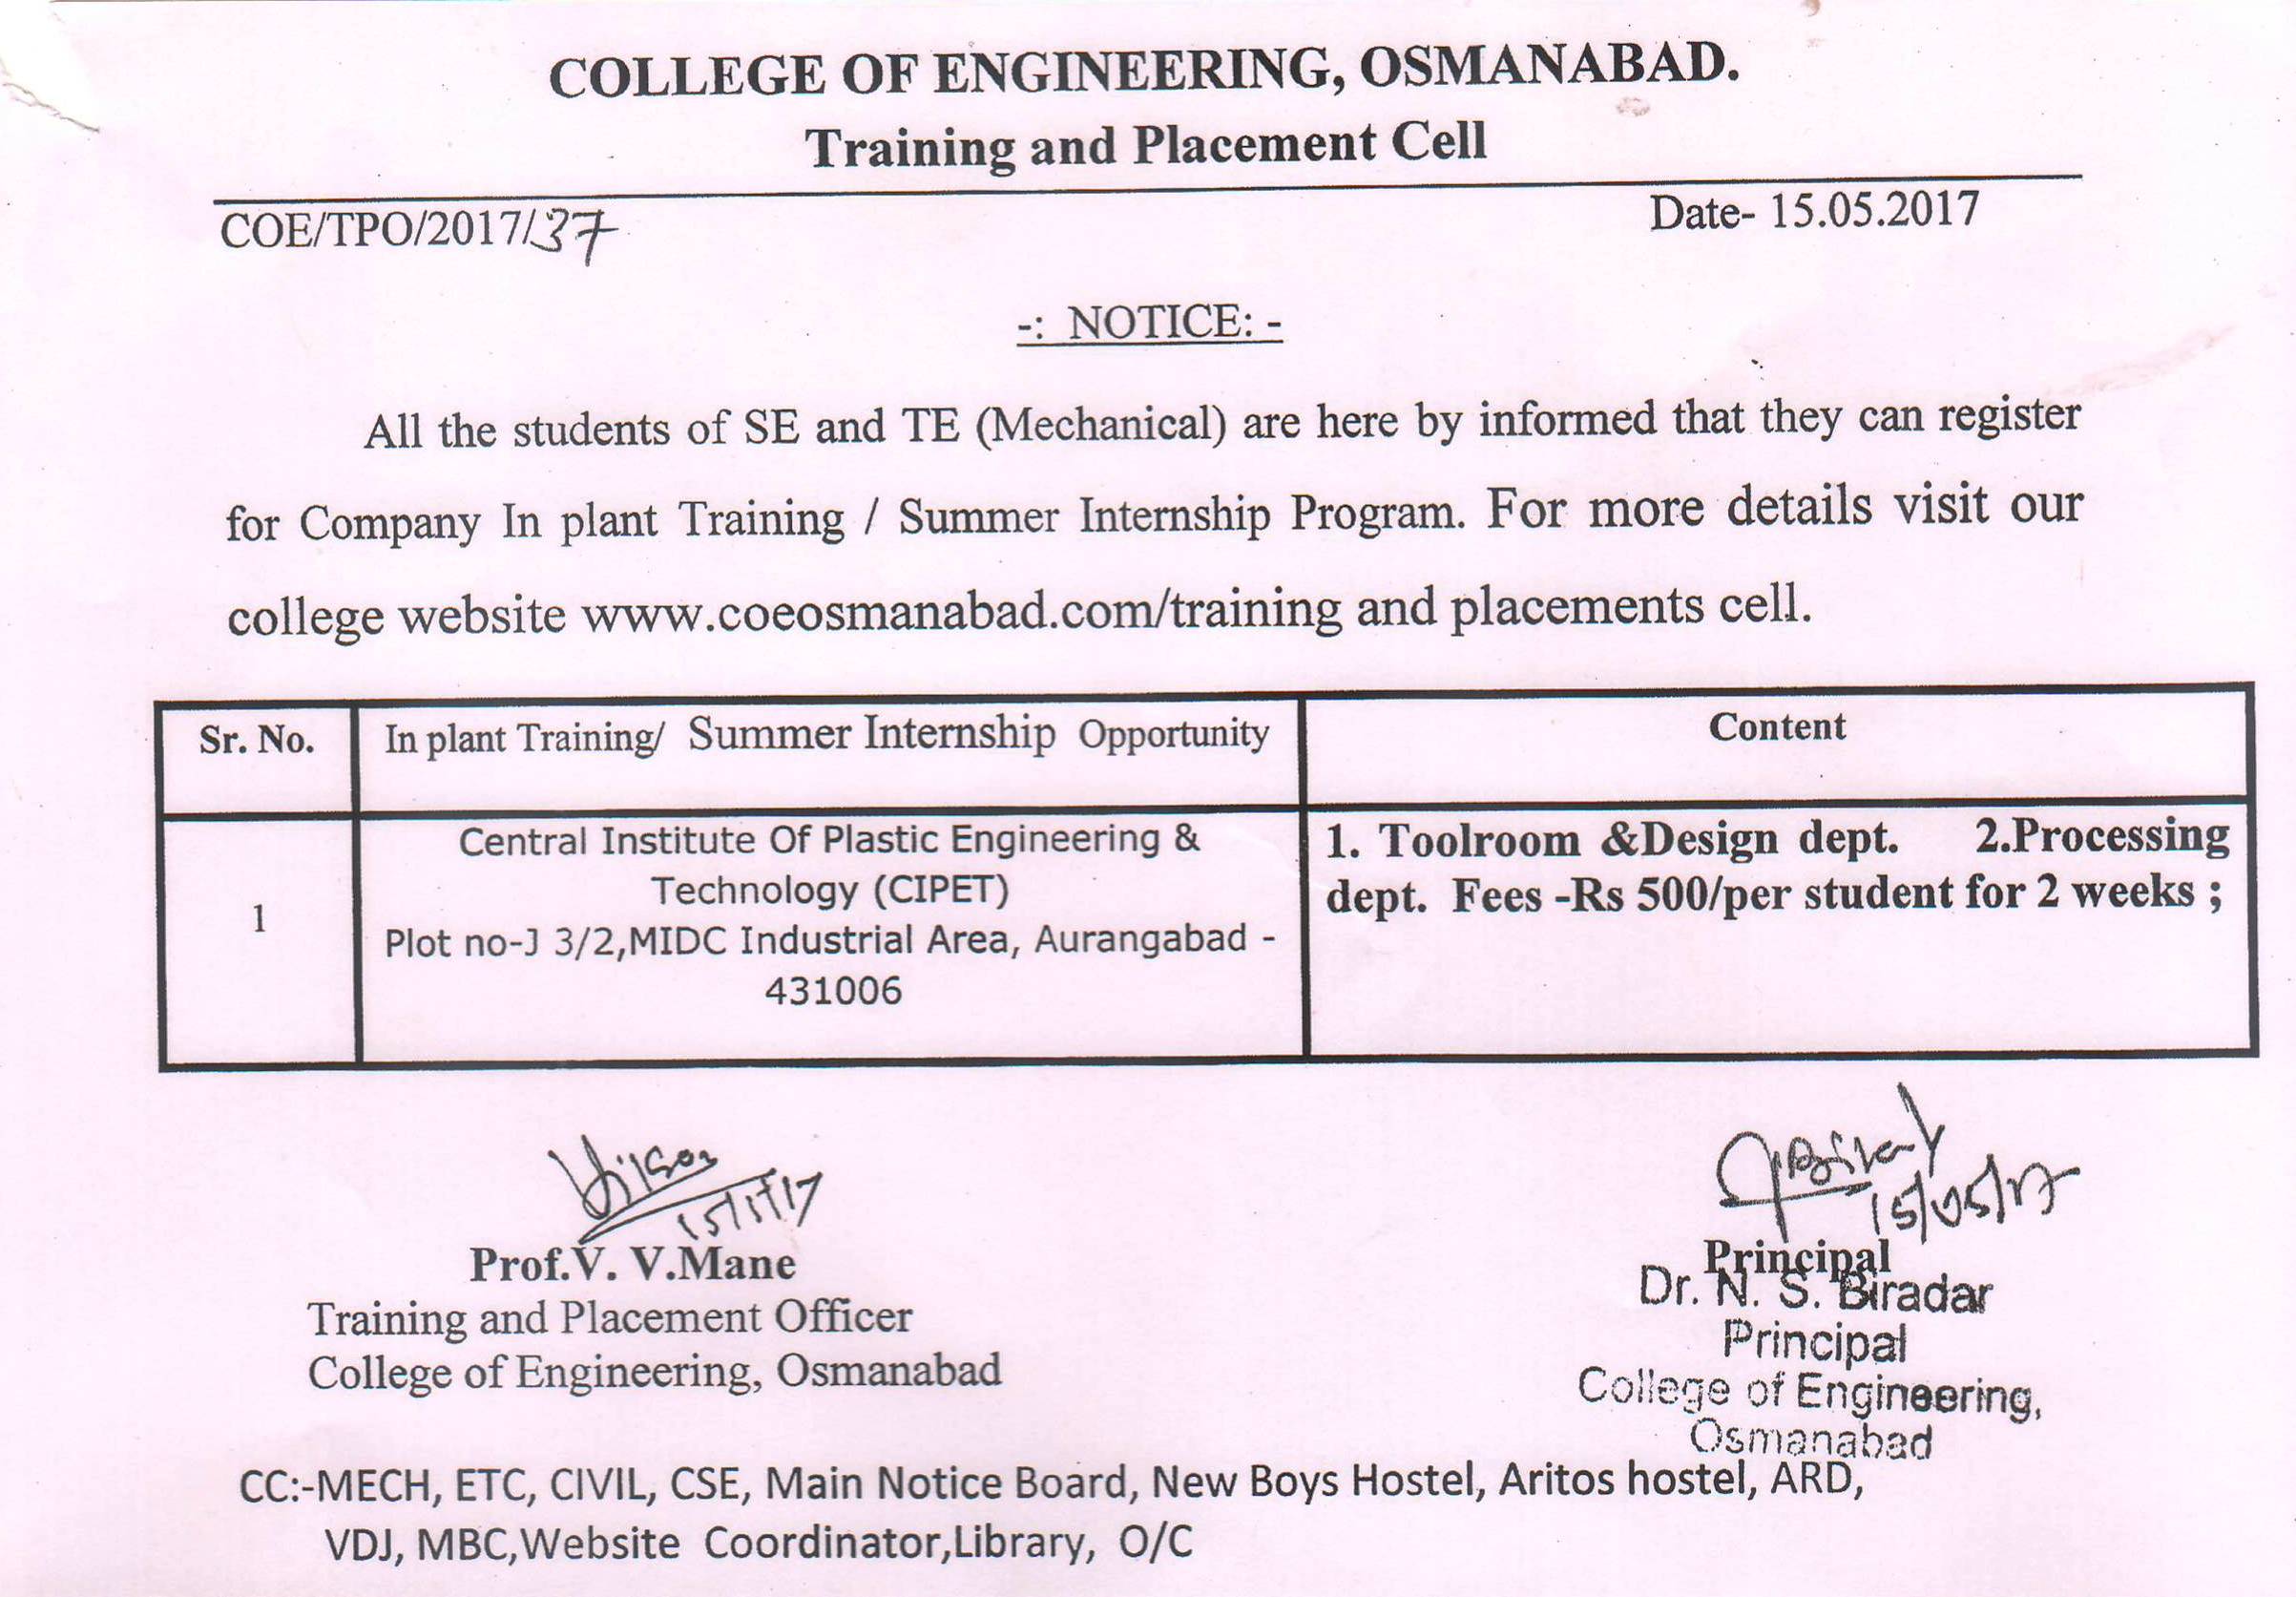 COLLEGE OF ENGINEERING, OSMANABAD.
Training and Placement Cell
COE/TPO/2017/37
Date- 15.05.2017
-: NOTICE: -
All the students of SE and TE (Mechanical) are here by informed that they can register
for Company In plant Training / Summer Internship Program. For more details visit our
college website www.coeosmanabad.com/training and placements cell.
Sr. No.
In plant Training/ Summer Internship Opportunity
Content
1
Central Institute Of Plastic Engineering &
Technology (CIPET)
Plot no-J 3/2,MIDC Industrial Area, Aurangabad -
431006
1. Toolroom &Design dept. 2.Processing
dept. Fees -Rs 500/per student for 2 weeks ;
15/5/17
15/05/17
Prof.V. V.Mane
Training and Placement Officer
College of Engineering, Osmanabad
Principal
Dr. N. S. Biradar
Principal
College of Engineering,
Osmanabad
CC:-MECH, ETC, CIVIL, CSE, Main Notice Board, New Boys Hostel, Aritos hostel, ARD,
VDJ, MBC,Website Coordinator,Library, O/C